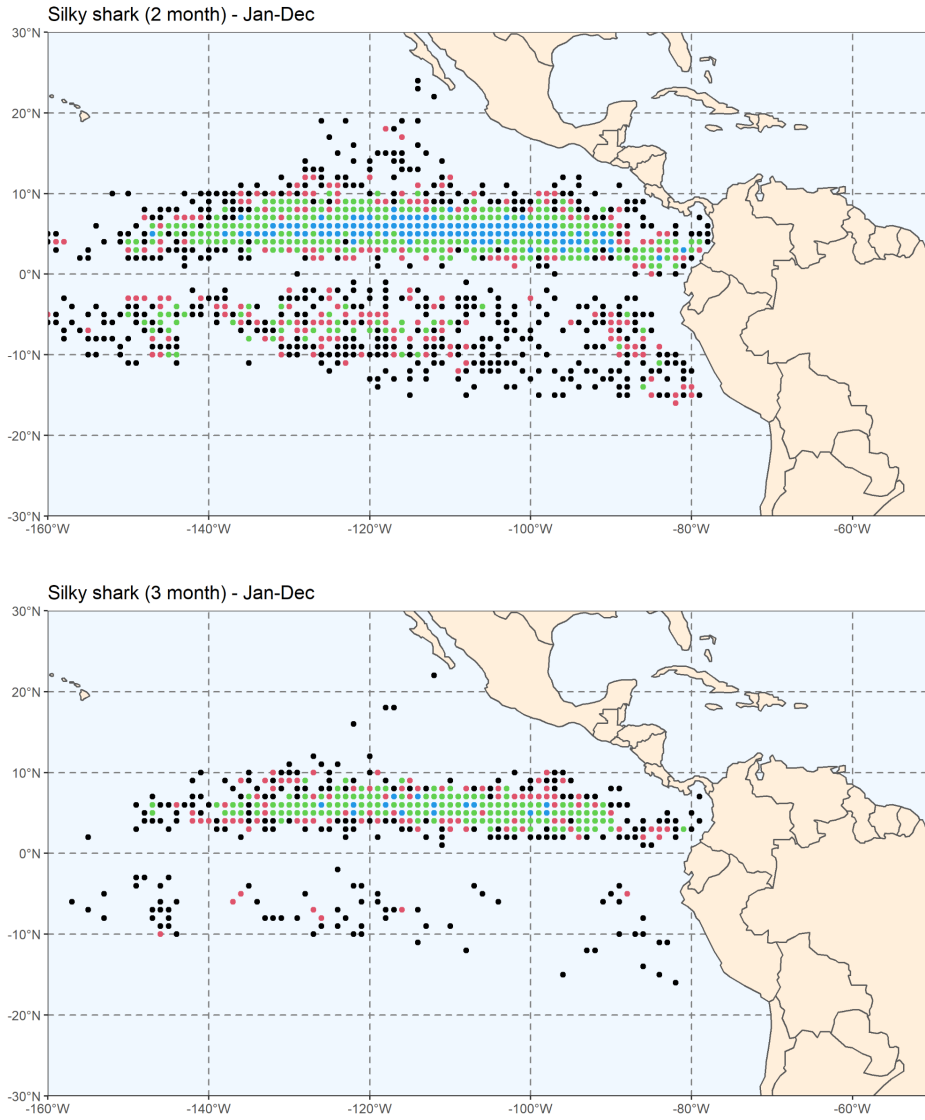 Silky shark (2 month) - Jan-Dec
30°N
20°N
10°N
0°N
-10°N
-20°N
-30°N
-160°W -140°W -120°W -100°W -80°W -60°W
Silky shark (3 month) - Jan-Dec
30°N
20°N
10°N
0°N
-10°N
-20°N
-30°N
-160°W -140°W -120°W -100°W -80°W -60°W